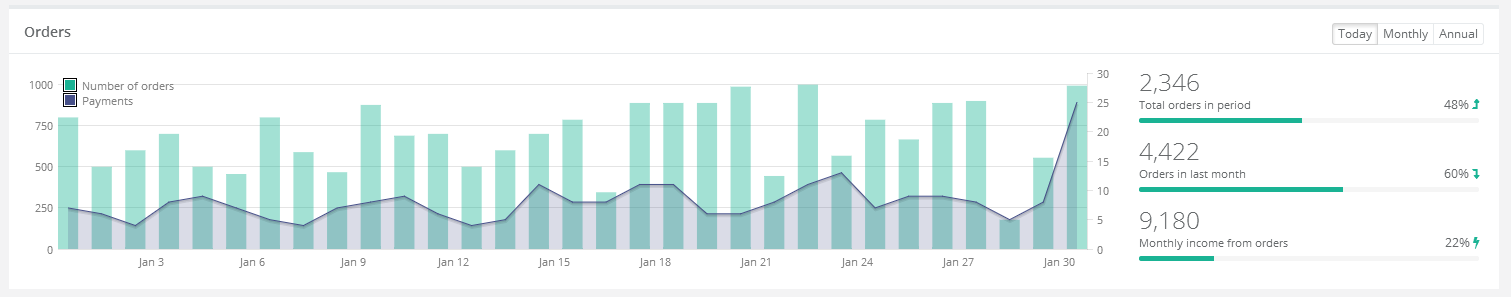 Orders
Today Monthly Annual
Number of orders
Payments
1000
750
500
250
0
30
25
20
15
10
5
0
Jan 3 Jan 6 Jan 9 Jan 12 Jan 15 Jan 18 Jan 21 Jan 24 Jan 27 Jan 30
2,346
Total orders in period 48%
4,422
Orders in last month 60%
9,180
Monthly income from orders 22%